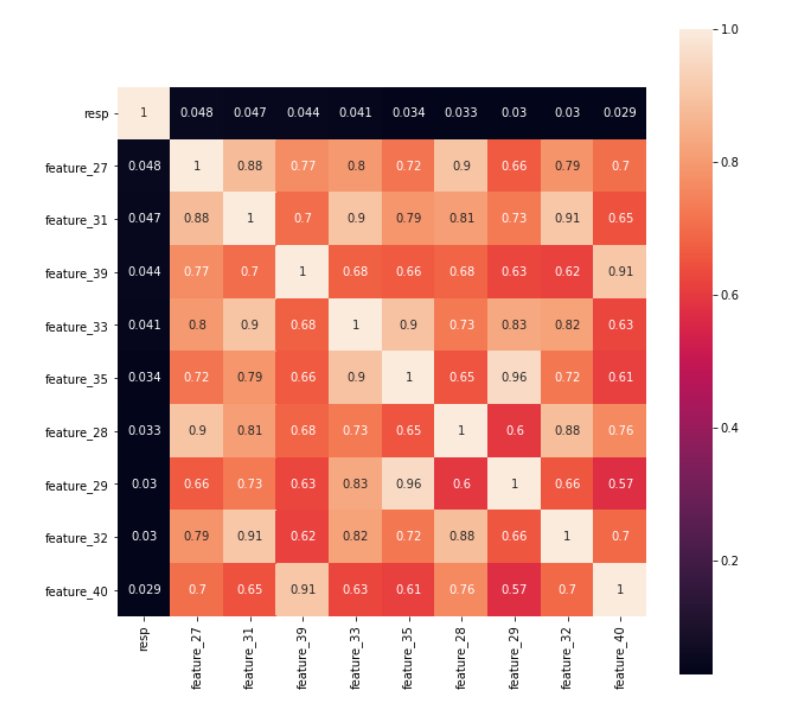 1.0
resp 1 0.048 0.047 0.044 0.041 0.034 0.033 0.03 0.03 0.029
feature_27 0.048 1 0.88 0.77 0.8 0.72 0.9 0.66 0.79 0.7
0.8
feature_31 0.047 0.88 1 0.7 0.9 0.79 0.81 0.73 0.91 0.65
feature_39 0.044 0.77 0.7 1 0.68 0.66 0.68 0.63 0.62 0.91
0.6
feature_33 0.041 0.8 0.9 0.68 1 0.9 0.73 0.83 0.82 0.63
feature_35 0.034 0.72 0.79 0.66 0.9 1 0.65 0.96 0.72 0.61
0.4
feature_28 0.033 0.9 0.81 0.68 0.73 0.65 1 0.6 0.88 0.76
feature_29 0.03 0.66 0.73 0.63 0.83 0.96 0.6 1 0.66 0.57
feature_32 0.03 0.79 0.91 0.62 0.82 0.72 0.88 0.66 1 0.7
0.2
feature_40 0.029 0.7 0.65 0.91 0.63 0.61 0.76 0.57 0.7 1
resp feature_27 feature_31 feature_39 feature_33 feature_35 feature_28 feature_29 feature_32 feature_40